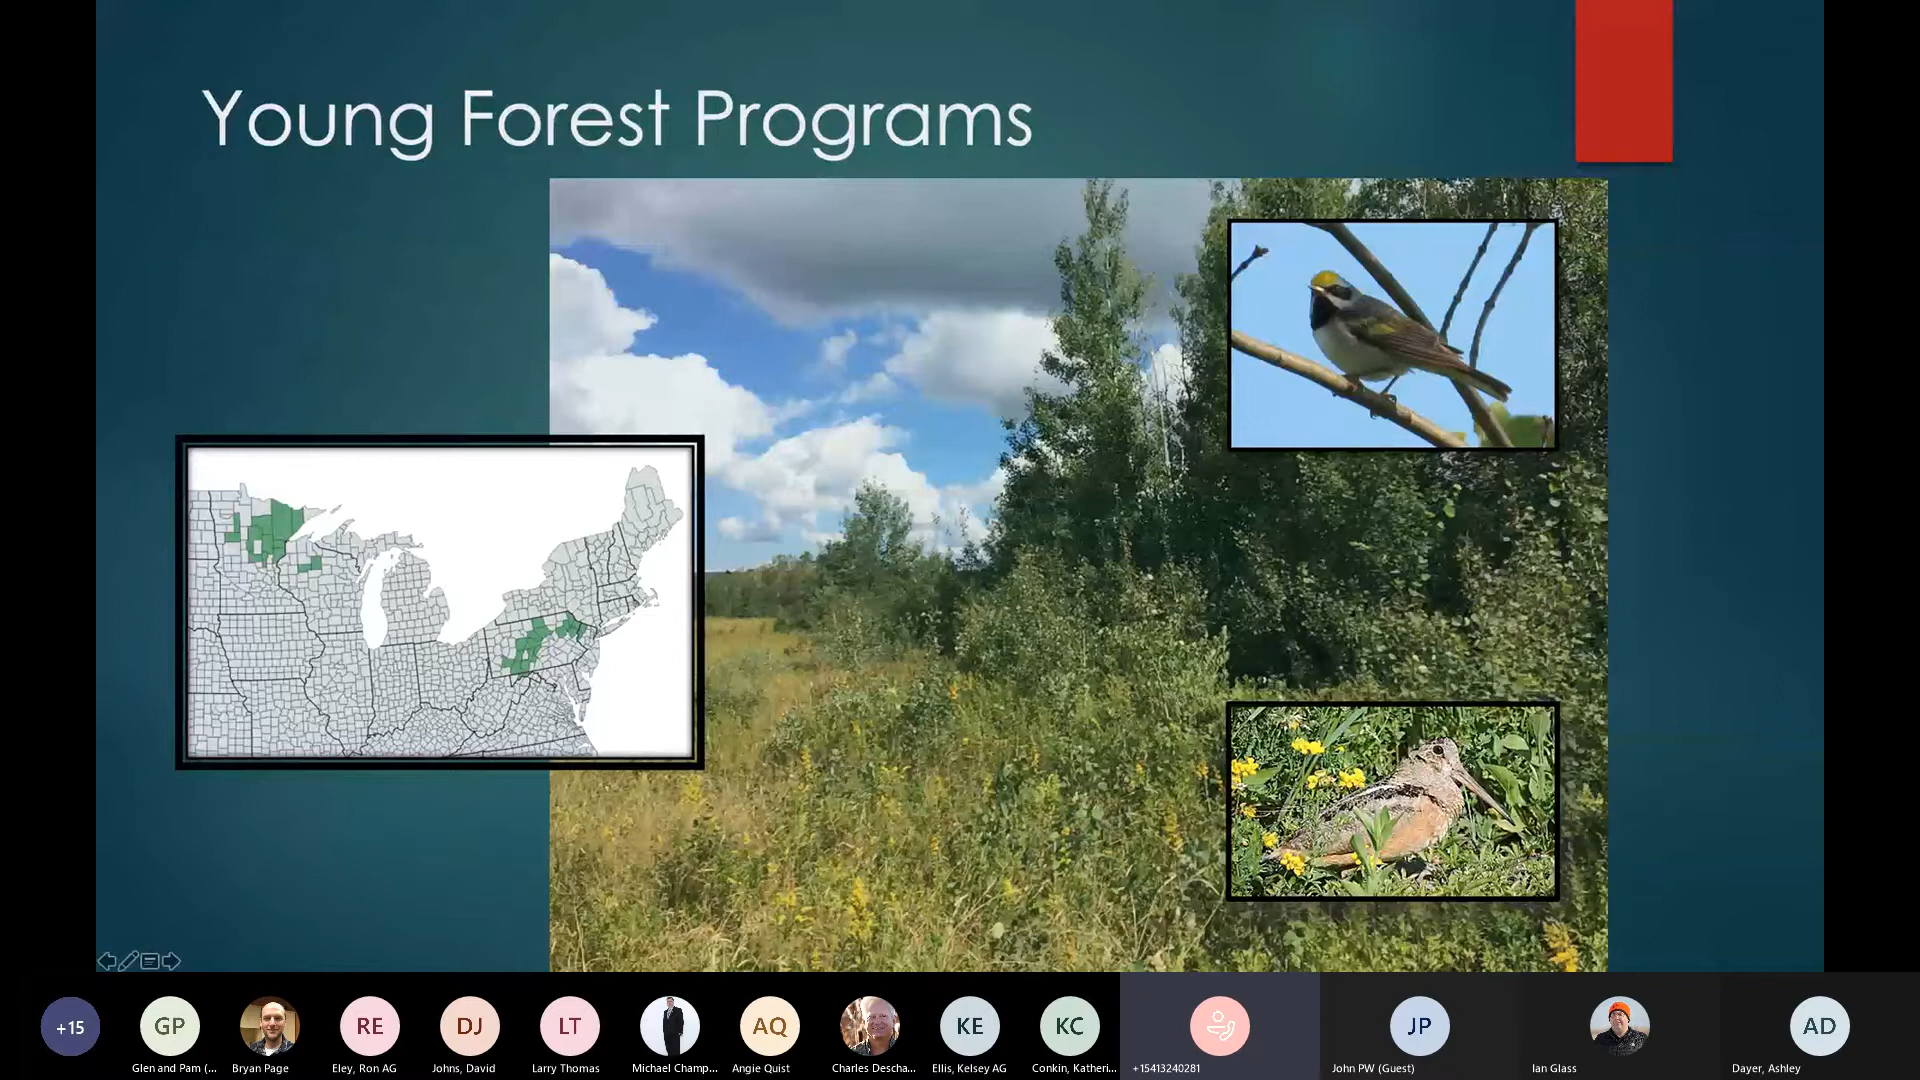 Young Forest Programs
+15
GP
RE
DJ
LT
AQ
KE
KC
JP
AD
Glen and Pam (...
Bryan Page
Eley, Ron AG
Johns, David
Larry Thomas
Michael Champ...
Angie Quist
Charles Descha...
Ellis, Kelsey AG
Conkin, Katheri...
+15413240281
John PW (Guest)
Ian Glass
Dayer, Ashley